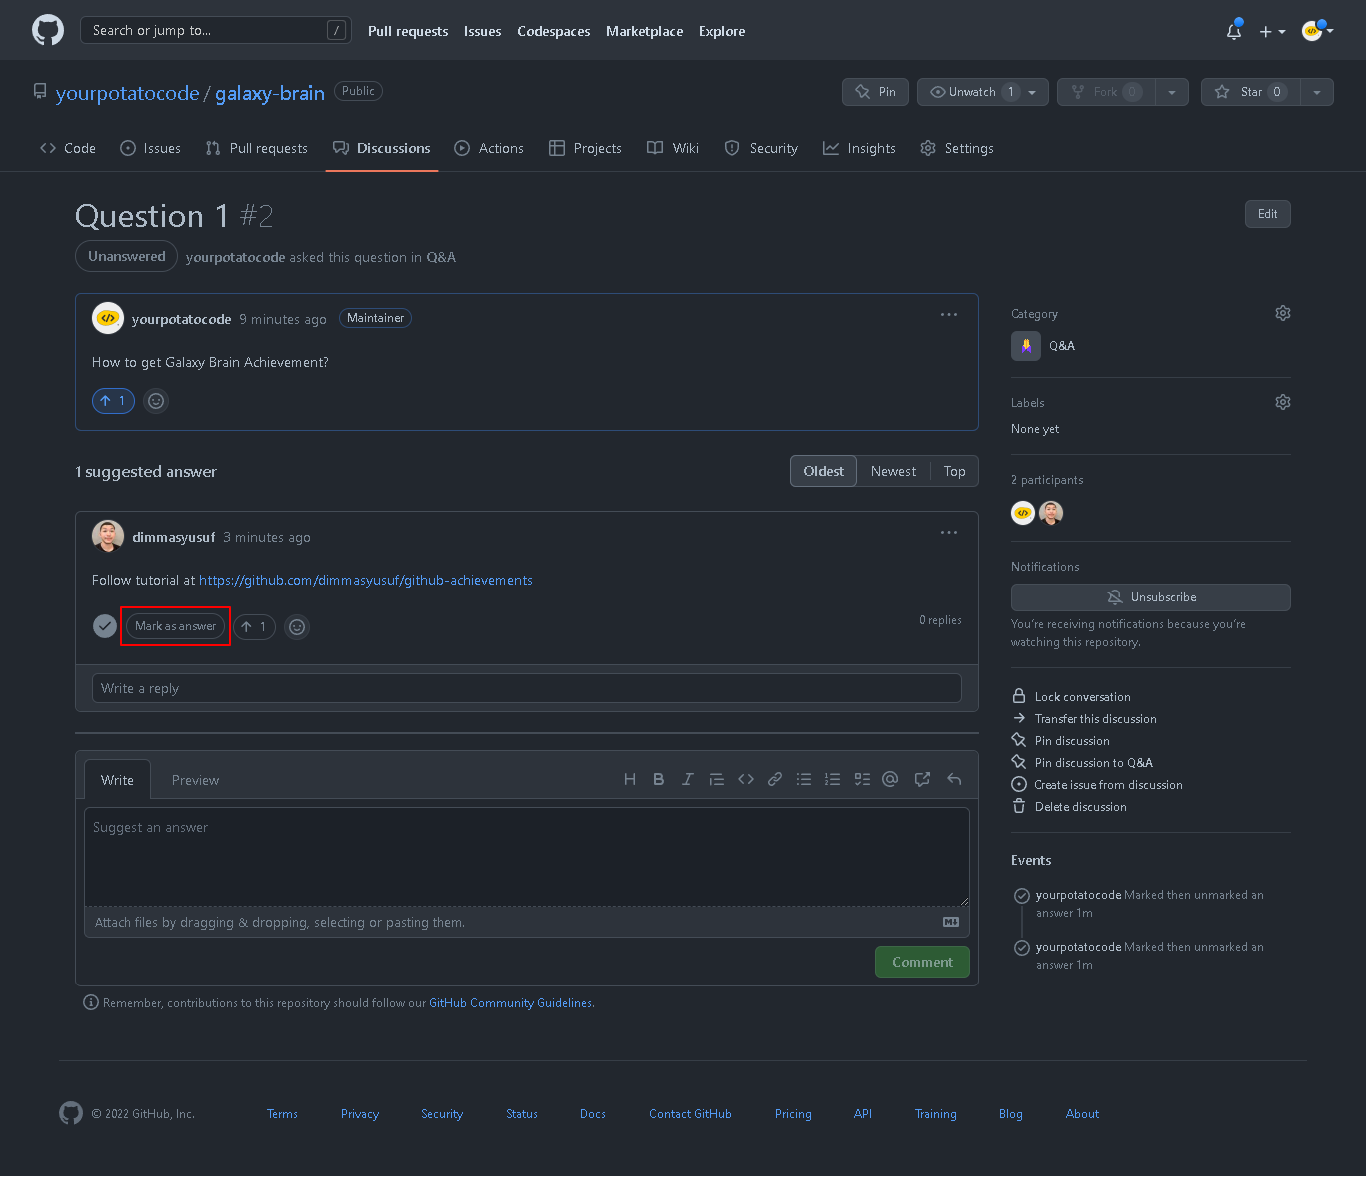 Search or jump to... /
Pull requests Issues Codespaces Marketplace Explore
yourpotatocode / galaxy-brain Public
Pin Unwatch 1 Fork 0 Star 0
Code Issues Pull requests Discussions Actions Projects Wiki Security Insights Settings
Question 1 #2
Edit
Unanswered yourpotatocode asked this question in Q&A
yourpotatocode 9 minutes ago Maintainer
How to get Galaxy Brain Achievement?
1
1 suggested answer
Oldest Newest Top
dimmasyusuf 3 minutes ago
Follow tutorial at https://github.com/dimmasyusuf/github-achievements
Mark as answer 1
0 replies
Write a reply
Write Preview
Suggest an answer
Attach files by dragging & dropping, selecting or pasting them.
Comment
Remember, contributions to this repository should follow our GitHub Community Guidelines.
Category
Q&A
Labels
None yet
2 participants
Notifications
Unsubscribe
You're receiving notifications because you're
watching this repository.
Lock conversation
Transfer this discussion
Pin discussion
Pin discussion to Q&A
Create issue from discussion
Delete discussion
Events
yourpotatocode Marked then unmarked an
answer 1m
yourpotatocode Marked then unmarked an
answer 1m
© 2022 GitHub, Inc. Terms Privacy Security Status Docs Contact GitHub Pricing API Training Blog About